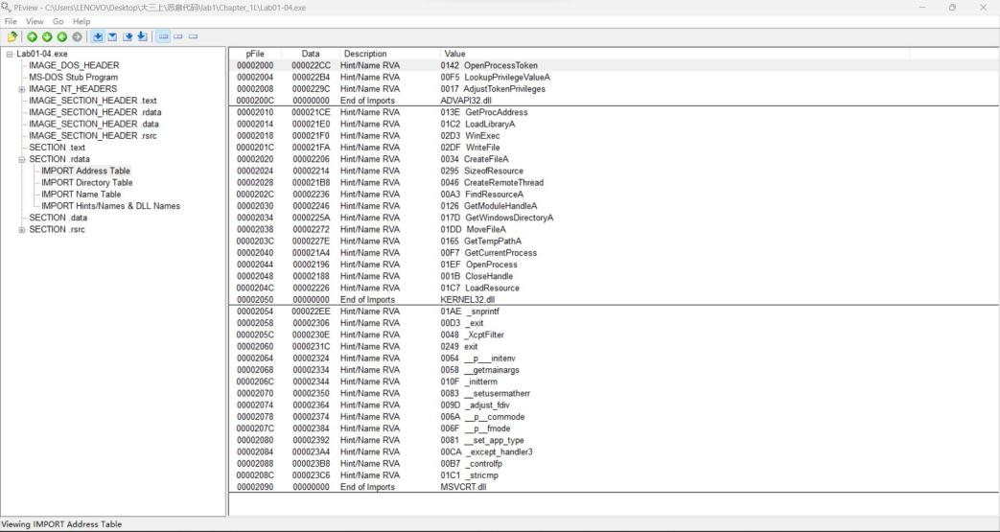 PEview - C:\Users\LENOVO\Desktop\大三上\恶意代码\lab1\Chapter_1L\Lab01-04.exe
File View Go Help
Lab01-04.exe
IMAGE_DOS_HEADER
MS-DOS Stub Program
IMAGE_NT_HEADERS
IMAGE_SECTION_HEADER .text
IMAGE_SECTION_HEADER .rdata
IMAGE_SECTION_HEADER .data
IMAGE_SECTION_HEADER .rsrc
SECTION .text
SECTION .rdata
IMPORT Address Table
IMPORT Directory Table
IMPORT Name Table
IMPORT Hints/Names & DLL Names
SECTION .data
SECTION .rsrc
pFile Data Description Value
00002000 000022CC Hint/Name RVA 0142 OpenProcessToken
00002004 000022B4 Hint/Name RVA 00F5 LookupPrivilegeValueA
00002008 0000229C Hint/Name RVA 0017 AdjustTokenPrivileges
0000200C 00000000 End of Imports ADVAPI32.dll
00002010 000021CE Hint/Name RVA 013E GetProcAddress
00002014 000021E0 Hint/Name RVA 01C2 LoadLibraryA
00002018 000021F0 Hint/Name RVA 02D3 WinExec
0000201C 000021FA Hint/Name RVA 02DF WriteFile
00002020 00002206 Hint/Name RVA 0034 CreateFileA
00002024 00002214 Hint/Name RVA 0295 SizeofResource
00002028 000021B8 Hint/Name RVA 0046 CreateRemoteThread
0000202C 00002236 Hint/Name RVA 00A3 FindResourceA
00002030 00002246 Hint/Name RVA 0126 GetModuleHandleA
00002034 0000225A Hint/Name RVA 017D GetWindowsDirectoryA
00002038 00002272 Hint/Name RVA 01DD MoveFileA
0000203C 0000227E Hint/Name RVA 0165 GetTempPathA
00002040 000021A4 Hint/Name RVA 00F7 GetCurrentProcess
00002044 00002196 Hint/Name RVA 01EF OpenProcess
00002048 00002188 Hint/Name RVA 001B CloseHandle
0000204C 00002226 Hint/Name RVA 01C7 LoadResource
00002050 00000000 End of Imports KERNEL32.dll
00002054 000022EE Hint/Name RVA 01AE _snprintf
00002058 00002306 Hint/Name RVA 00D3 _exit
0000205C 0000230E Hint/Name RVA 0048 _XcptFilter
00002060 0000231C Hint/Name RVA 0249 exit
00002064 00002324 Hint/Name RVA 0064 __p___initenv
00002068 00002334 Hint/Name RVA 0058 __getmainargs
0000206C 00002344 Hint/Name RVA 010F _initterm
00002070 00002350 Hint/Name RVA 0083 __setusermatherr
00002074 00002364 Hint/Name RVA 009D _adjust_fdiv
00002078 00002374 Hint/Name RVA 006A __p__commode
0000207C 00002384 Hint/Name RVA 006F __p__fmode
00002080 00002392 Hint/Name RVA 0081 __set_app_type
00002084 000023A4 Hint/Name RVA 00CA _except_handler3
00002088 000023B8 Hint/Name RVA 00B7 _controlfp
0000208C 000023C6 Hint/Name RVA 01C1 _stricmp
00002090 00000000 End of Imports MSVCRT.dll
Viewing IMPORT Address Table